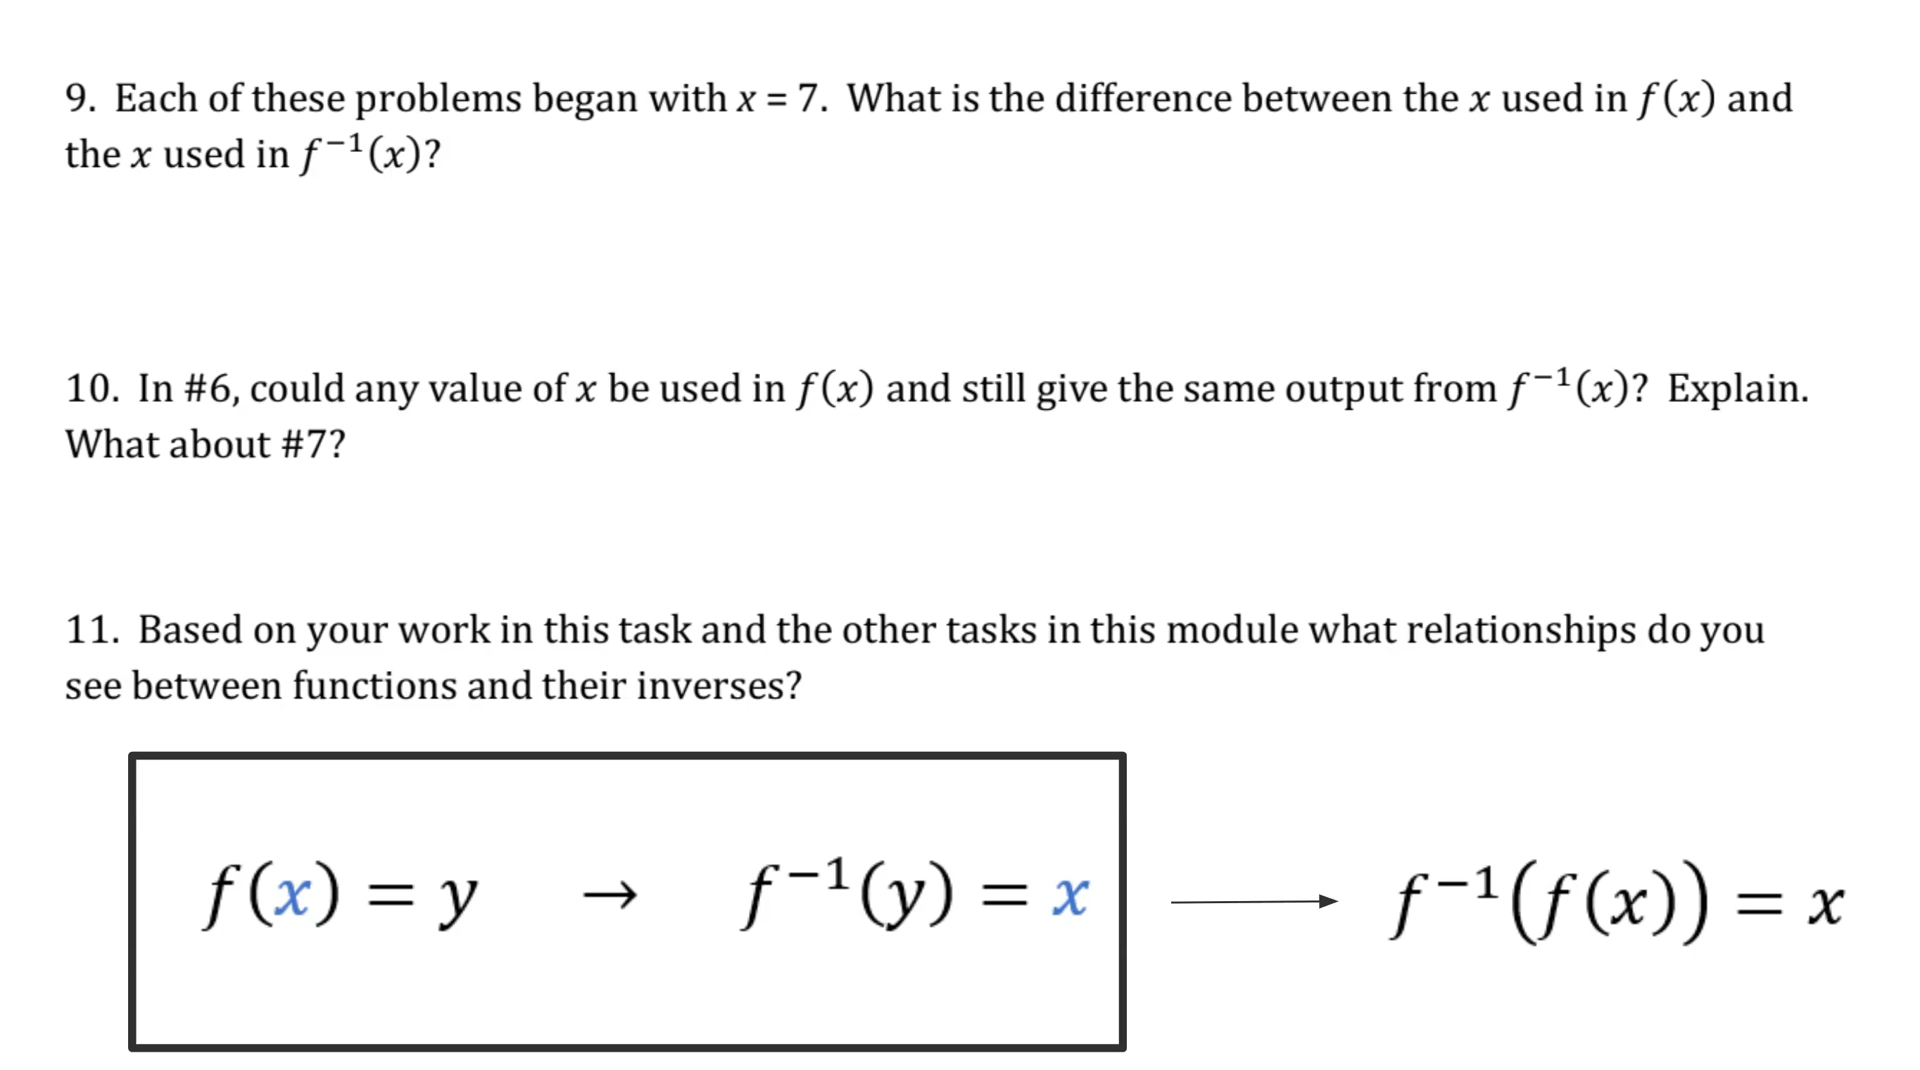 9. Each of these problems began with x = 7. What is the difference between the x used in f(x) and
the x used in f⁻¹(x)?
10. In #6, could any value of x be used in f(x) and still give the same output from f⁻¹(x)? Explain.
What about #7?
11. Based on your work in this task and the other tasks in this module what relationships do you
see between functions and their inverses?
f(x) = y → f⁻¹(y) = x → f⁻¹(f(x)) = x